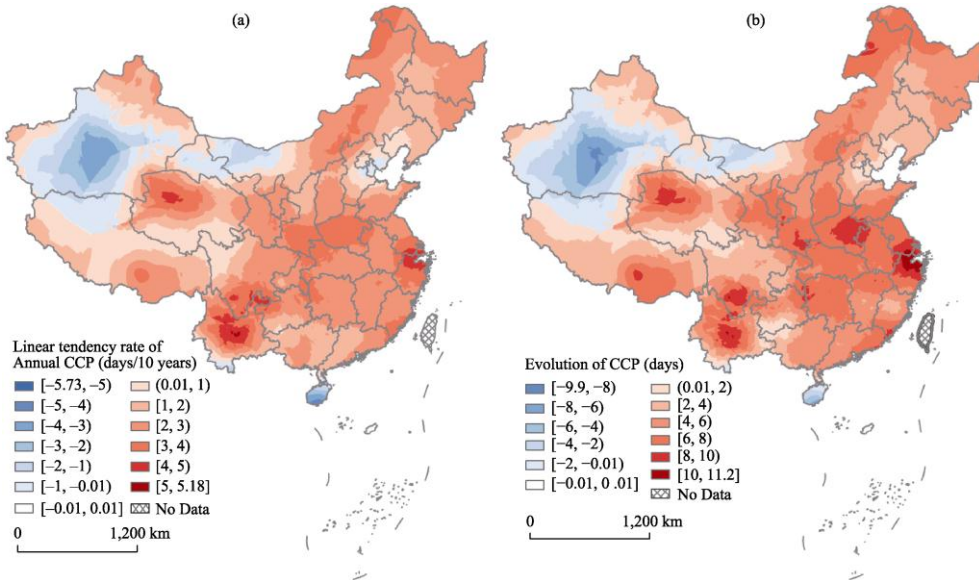 (a)
Linear tendency rate of
Annual CCP (days/10 years)
[−5.73, −5) (0.01, 1)
[−5, −4) [1, 2)
[−4, −3) [2, 3)
[−3, −2) [3, 4)
[−2, −1) [4, 5)
[−1, −0.01) [5, 5.18]
[−0.01, 0.01] No Data
0 1,200 km
(b)
Evolution of CCP (days)
[−9.9, −8) (0.01, 2)
[−8, −6) [2, 4)
[−6, −4) [4, 6)
[−4, −2) [6, 8)
[−2, −0.01) [8, 10)
[−0.01, 0 .01] [10, 11.2]
No Data
0 1,200 km